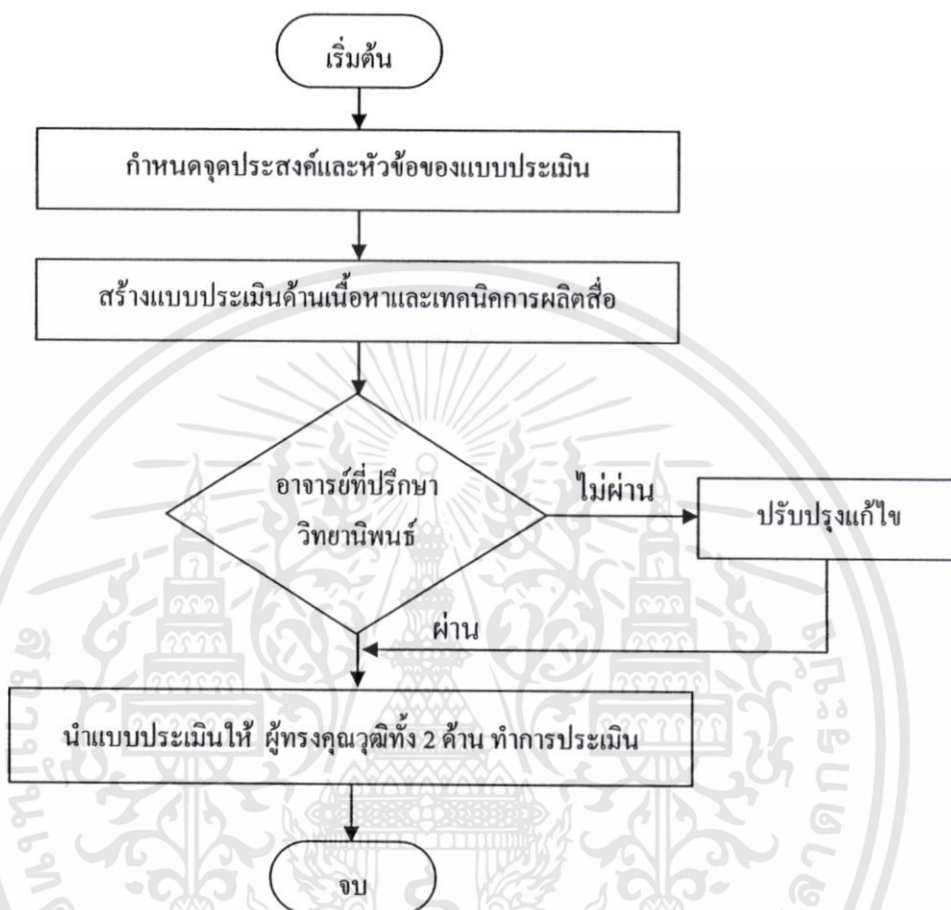 เริ่มต้น
กำหนดจุดประสงค์และหัวข้อของแบบประเมิน
สร้างแบบประเมินด้านเนื้อหาและเทคนิคการผลิตสื่อ
อาจารย์ที่ปรึกษา
วิทยานิพนธ์
ไม่ผ่าน
ปรับปรุงแก้ไข
ผ่าน
นำแบบประเมินให้ ผู้ทรงคุณวุฒิทั้ง 2 ด้าน ทำการประเมิน
จบ